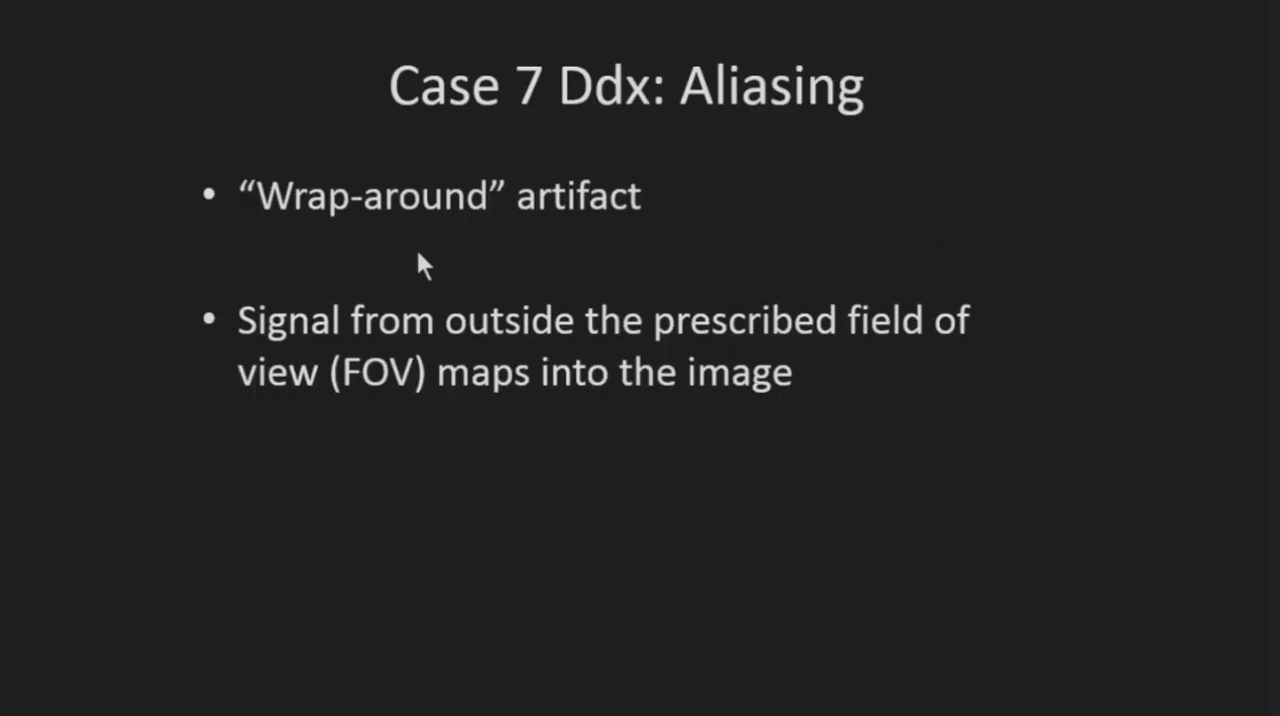 Case 7 Ddx: Aliasing
• “Wrap-around” artifact
• Signal from outside the prescribed field of
view (FOV) maps into the image